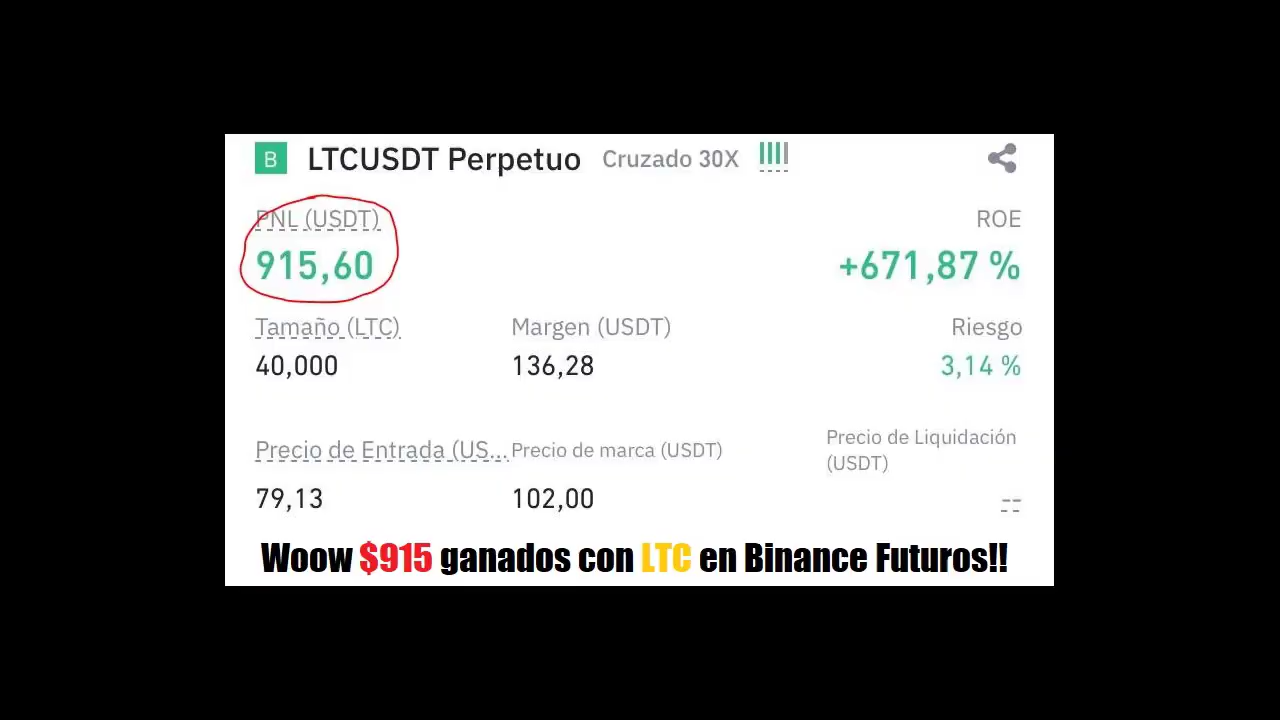 B LTCUSDT Perpetuo Cruzado 30X
PNL (USDT) ROE
915,60 +671,87 %
Tamaño (LTC) Margen (USDT) Riesgo
40,000 136,28 3,14 %
Precio de Entrada (US... Precio de marca (USDT) Precio de Liquidación
(USDT)
79,13 102,00 --
Woow $915 ganados con LTC en Binance Futuros!!